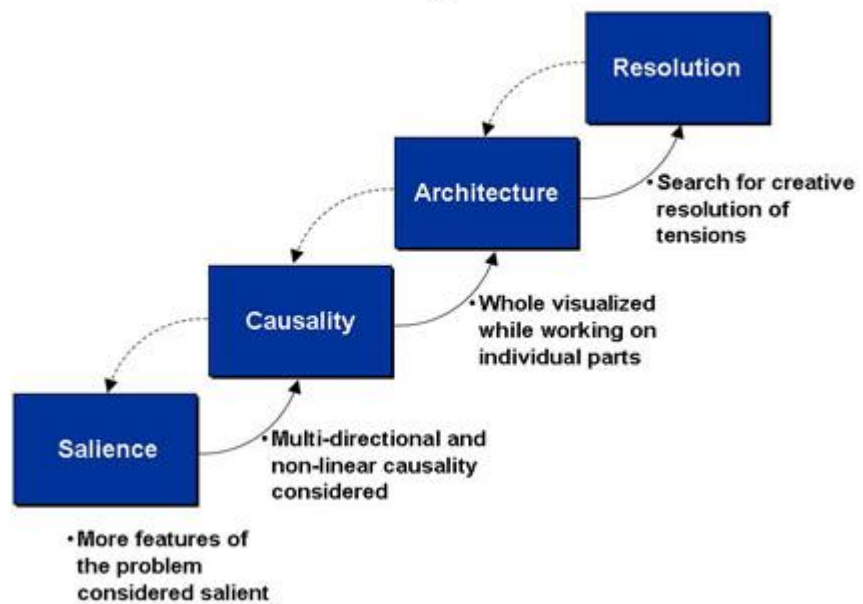 Resolution
Architecture
• Search for creative
resolution of
tensions
Causality
• Whole visualized
while working on
individual parts
Salience
• Multi-directional and
non-linear causality
considered
• More features of
the problem
considered salient